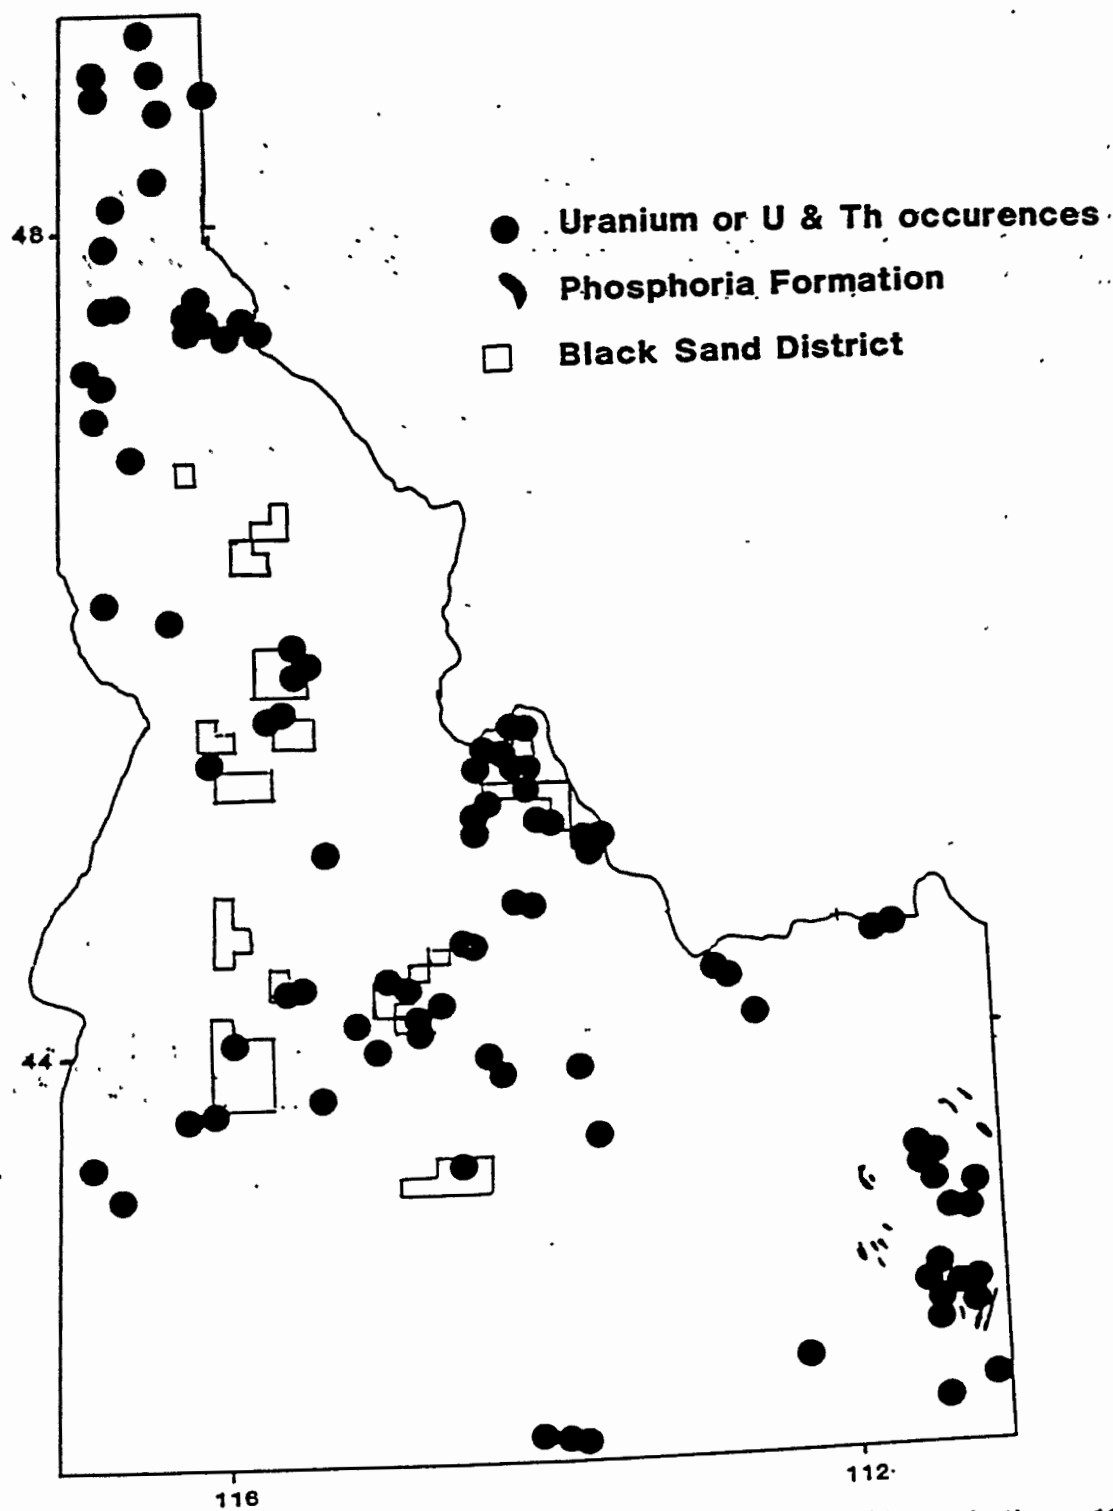 48
Uranium or U & Th occurences
Phosphoria Formation
Black Sand District
44
116
112